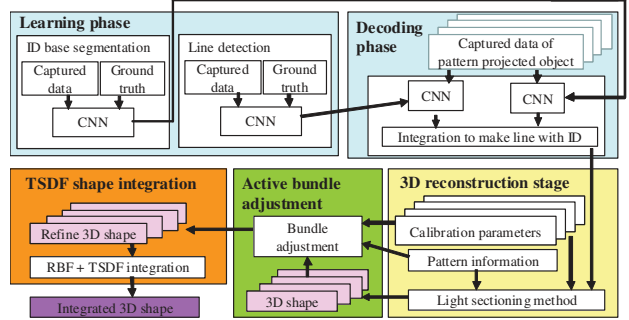 Learning phase
ID base segmentation
Captured
data
Ground
truth
CNN
Line detection
Captured
data
Ground
truth
CNN
Decoding
phase
Captured data of
pattern projected object
CNN
CNN
Integration to make line with ID
TSDF shape integration
Refine 3D shape
RBF + TSDF integration
Integrated 3D shape
Active bundle
adjustment
Bundle
adjustment
3D shape
3D reconstruction stage
Calibration parameters
Pattern information
Light sectioning method